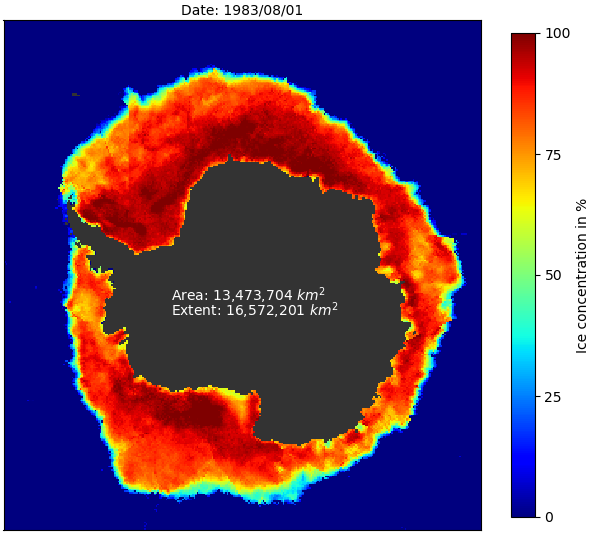 Date: 1983/08/01
100
75
50
25
0
Ice concentration in %
Area: 13,473,704 km²
Extent: 16,572,201 km²